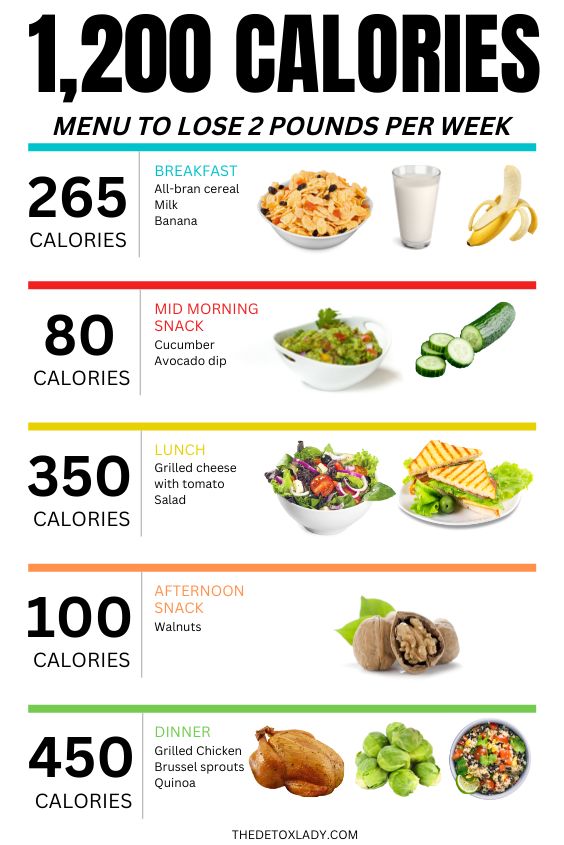 1,200 CALORIES
MENU TO LOSE 2 POUNDS PER WEEK
265
CALORIES
BREAKFAST
All-bran cereal
Milk
Banana
80
CALORIES
MID MORNING
SNACK
Cucumber
Avocado dip
350
CALORIES
LUNCH
Grilled cheese
with tomato
Salad
100
CALORIES
AFTERNOON
SNACK
Walnuts
450
CALORIES
DINNER
Grilled Chicken
Brussel sprouts
Quinoa
THEDETOXLADY.COM